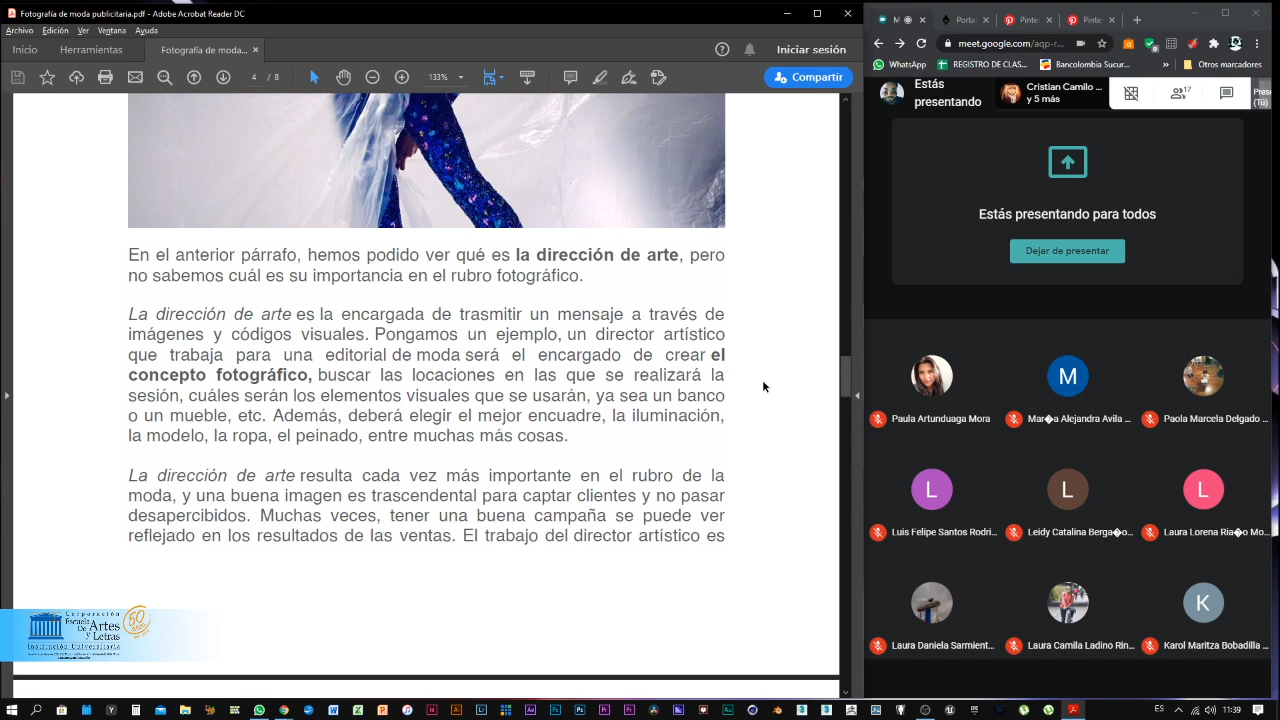 Fotografía de moda publicitaria.pdf - Adobe Acrobat Reader DC
Archivo Edición Ver Ventana Ayuda
Inicio Herramientas Fotografía de moda... × Iniciar sesión
4 / 8 133% Compartir
En el anterior párrafo, hemos podido ver qué es la dirección de arte, pero
no sabemos cuál es su importancia en el rubro fotográfico.
La dirección de arte es la encargada de trasmitir un mensaje a través de
imágenes y códigos visuales. Pongamos un ejemplo, un director artístico
que trabaja para una editorial de moda será el encargado de crear el
concepto fotográfico, buscar las locaciones en las que se realizará la
sesión, cuáles serán los elementos visuales que se usarán, ya sea un banco
o un mueble, etc. Además, deberá elegir el mejor encuadre, la iluminación,
la modelo, la ropa, el peinado, entre muchas más cosas.
La dirección de arte resulta cada vez más importante en el rubro de la
moda, y una buena imagen es trascendental para captar clientes y no pasar
desapercibidos. Muchas veces, tener una buena campaña se puede ver
reflejado en los resultados de las ventas. El trabajo del director artístico es
Corporación
Escuela
De Artes
y Letras
Institución Universitaria
50 años
M Portal Pinte Pinte
meet.google.com/aqp-r...
WhatsApp REGISTRO DE CLAS... Bancolombia Sucur... » Otros marcadores
Estás
presentando
Cristian Camilo ...
y 5 más
17
Pres
(Tú)
Estás presentando para todos
Dejar de presentar
M
Paula Artunduaga Mora Mar�a Alejandra Avila ... Paola Marcela Delgado ...
L L L
Luis Felipe Santos Rodri... Leidy Catalina Berga�o... Laura Lorena Ria�o Mo...
K
Laura Daniela Sarmient... Laura Camila Ladino Rin... Karol Maritza Bobadilla ...
ES 11:39